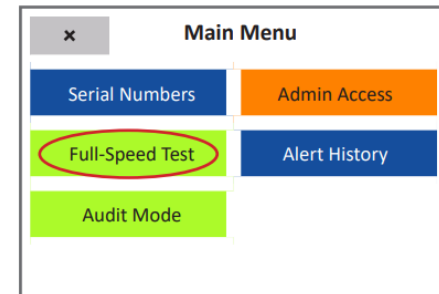 × Main Menu
Serial Numbers Admin Access
Full-Speed Test Alert History
Audit Mode